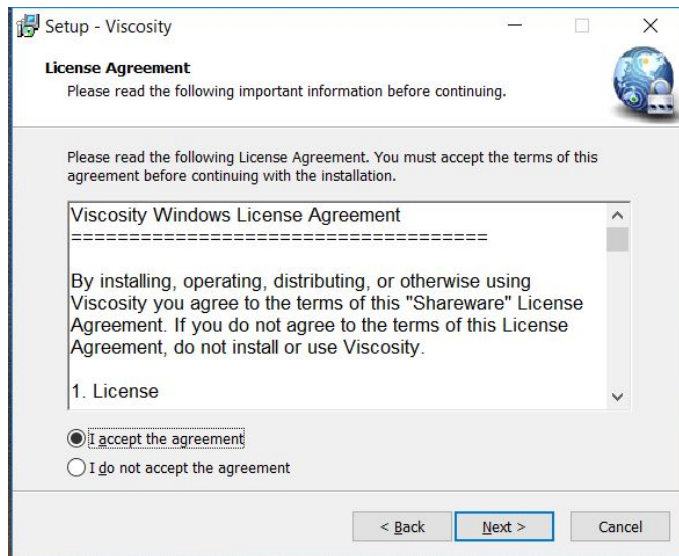 Setup - Viscosity
License Agreement
Please read the following important information before continuing.
Please read the following License Agreement. You must accept the terms of this
agreement before continuing with the installation.
Viscosity Windows License Agreement
====================================
By installing, operating, distributing, or otherwise using
Viscosity you agree to the terms of this "Shareware" License
Agreement. If you do not agree to the terms of this License
Agreement, do not install or use Viscosity.
1. License
I accept the agreement
I do not accept the agreement
< Back
Next >
Cancel